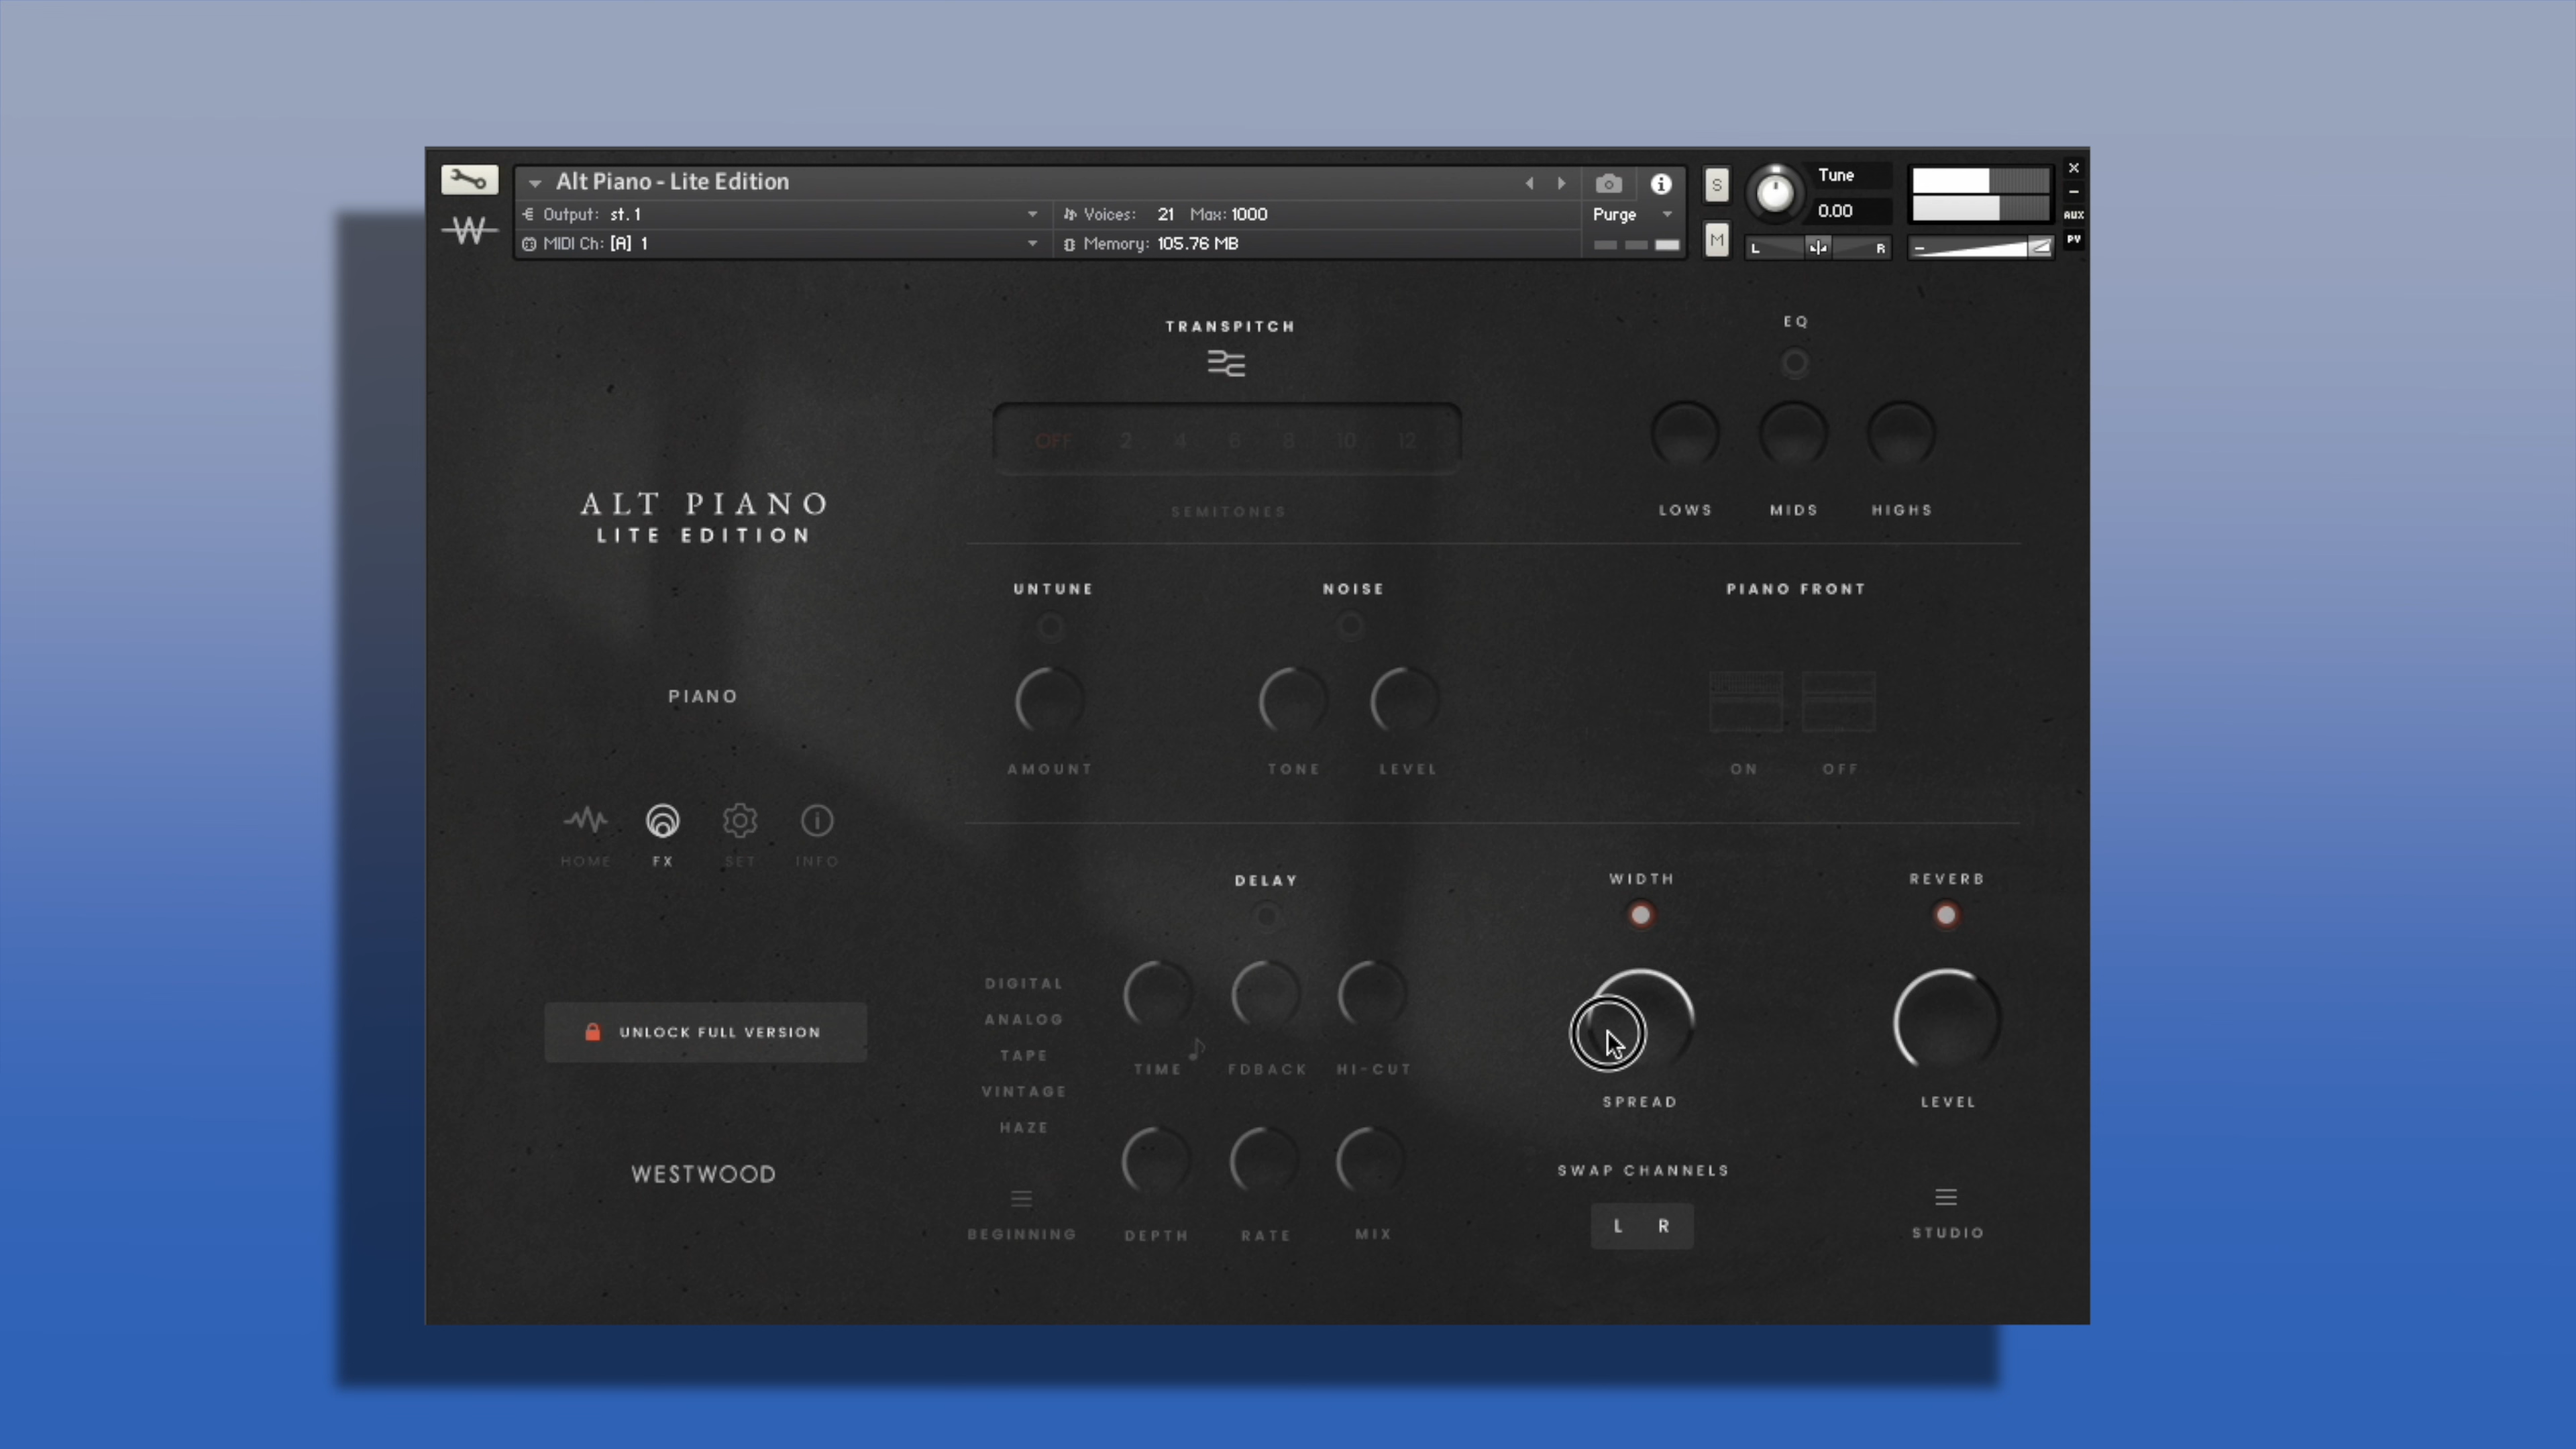 Alt Piano - Lite Edition
Output: st. 1
Voices: 21 Max: 1000
Purge
MIDI Ch: [A] 1
Memory: 105.76 MB
S
M
Tune
0.00
L R
AUX
PV
TRANSPITCH
OFF 2 4 6 8 10 12
SEMITONES
EQ
LOWS MIDS HIGHS
ALT PIANO
LITE EDITION
UNTUNE
AMOUNT
NOISE
TONE LEVEL
PIANO FRONT
ON OFF
PIANO
HOME FX SET INFO
UNLOCK FULL VERSION
WESTWOOD
DELAY
DIGITAL
ANALOG
TAPE
VINTAGE
HAZE
BEGINNING
TIME FDBACK HI-CUT
DEPTH RATE MIX
WIDTH
SPREAD
SWAP CHANNELS
L R
REVERB
LEVEL
STUDIO